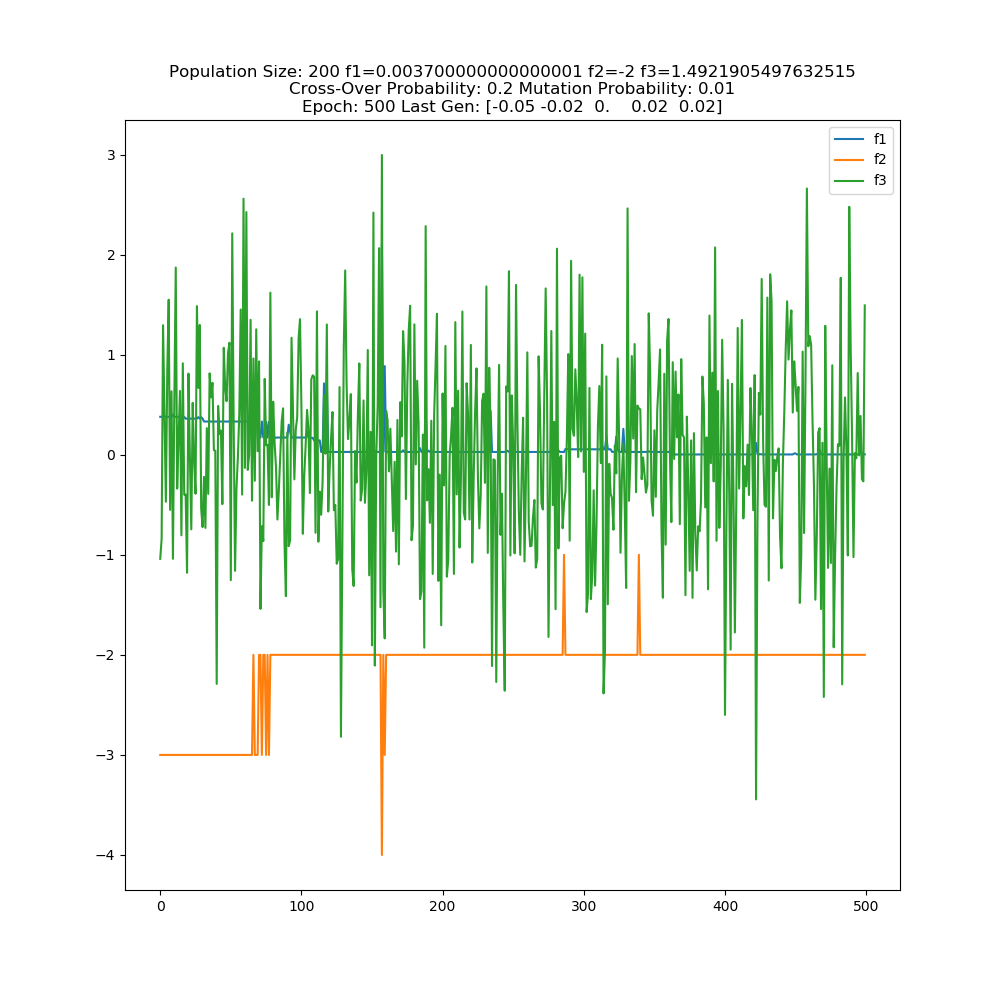 Population Size: 200 f1=0.003700000000000001 f2=-2 f3=1.4921905497632515
Cross-Over Probability: 0.2 Mutation Probability: 0.01
Epoch: 500 Last Gen: [-0.05 -0.02  0.    0.02  0.02]
f1
f2
f3
3
2
1
0
−1
−2
−3
−4
0 100 200 300 400 500